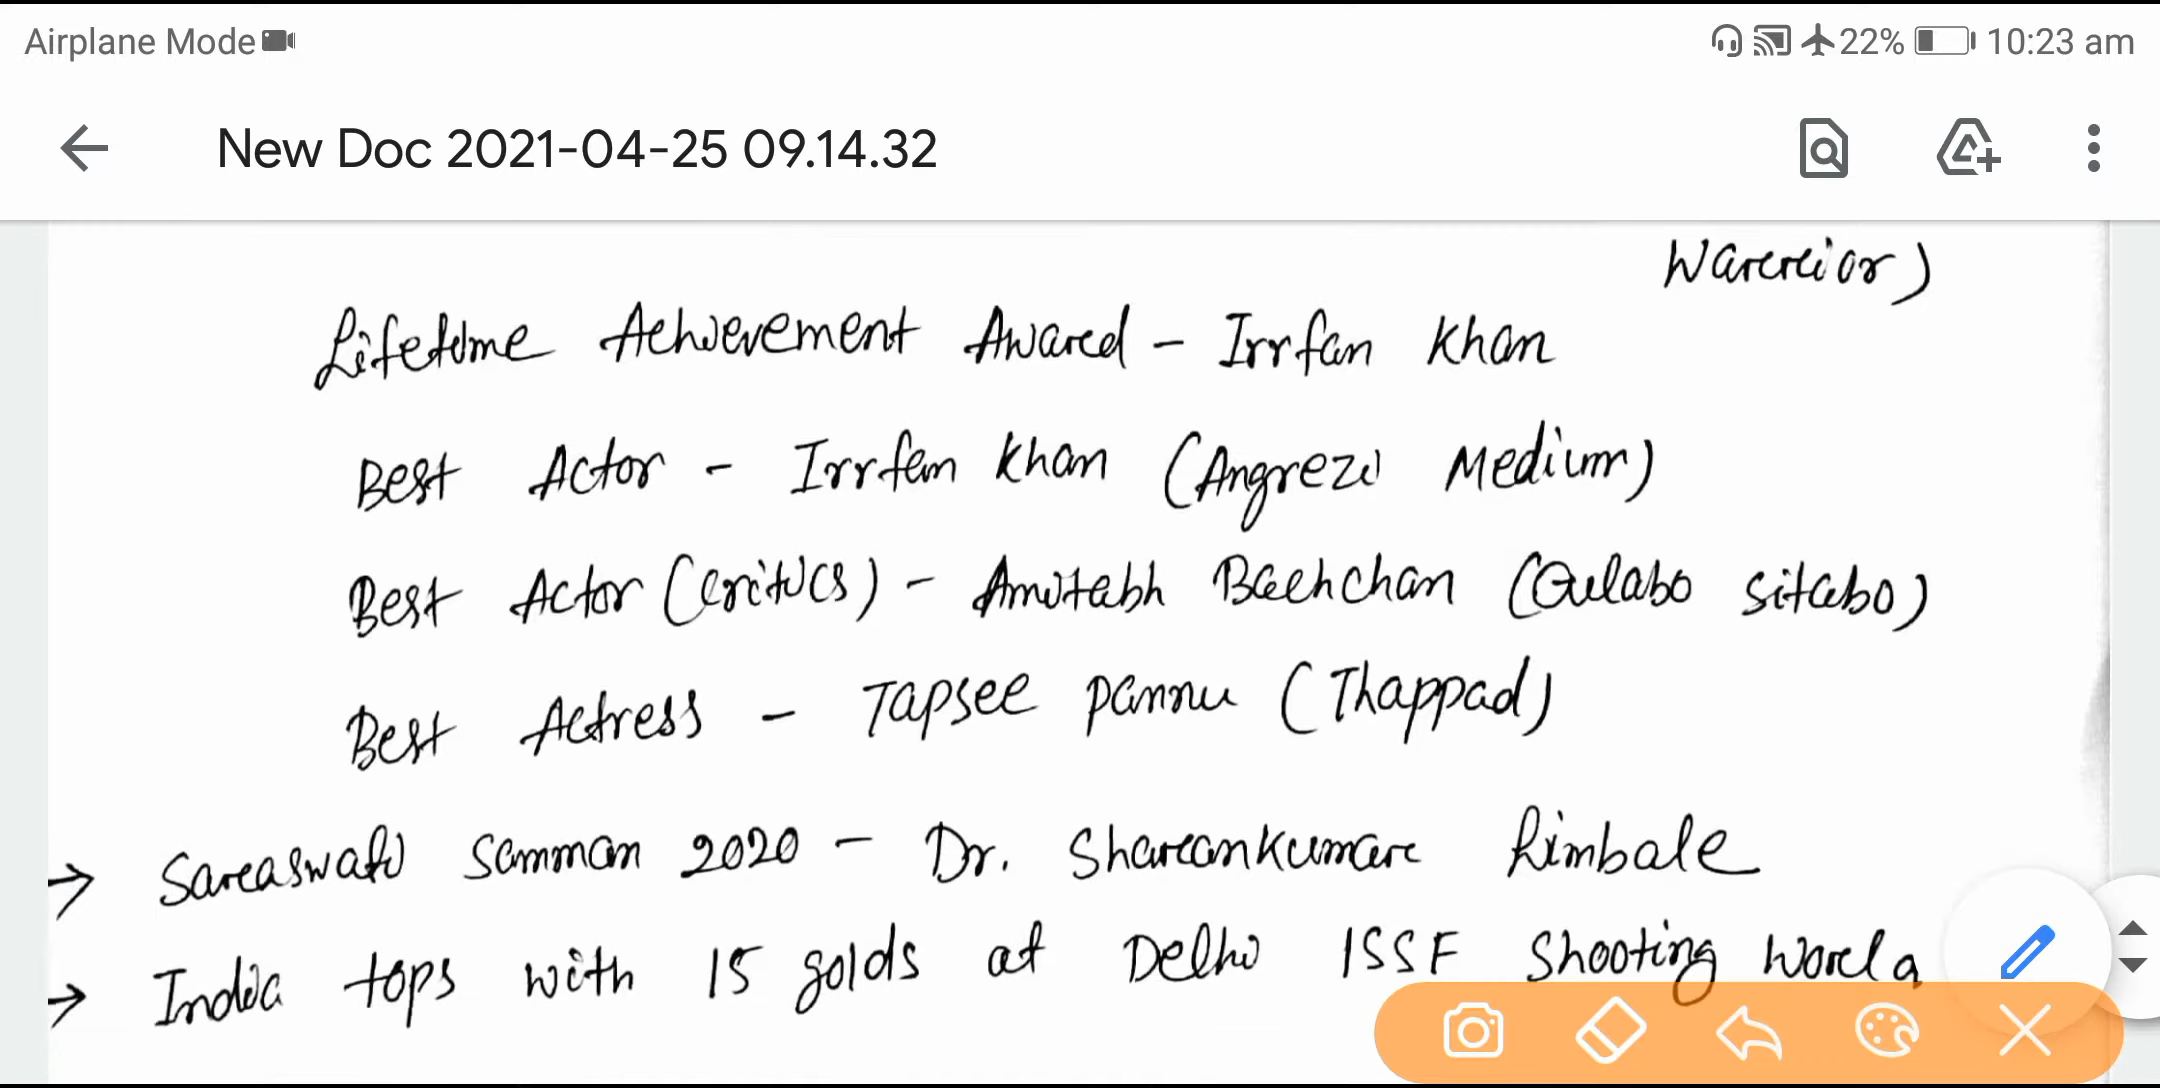 Airplane Mode 22% 10:23 am
New Doc 2021-04-25 09.14.32
Warrior)
Lifetime Achievement Award - Irrfan Khan
Best Actor - Irrfan Khan (Angrezi Medium)
Best Actor (critics) - Amitabh Bachchan (Gulabo sitabo)
Best Actress - Tapsee pannu (Thappad)
→ Saraswati Samman 2020 - Dr. Sharankumar Limbale
→ India tops with 15 golds at Delhi ISSF Shooting World